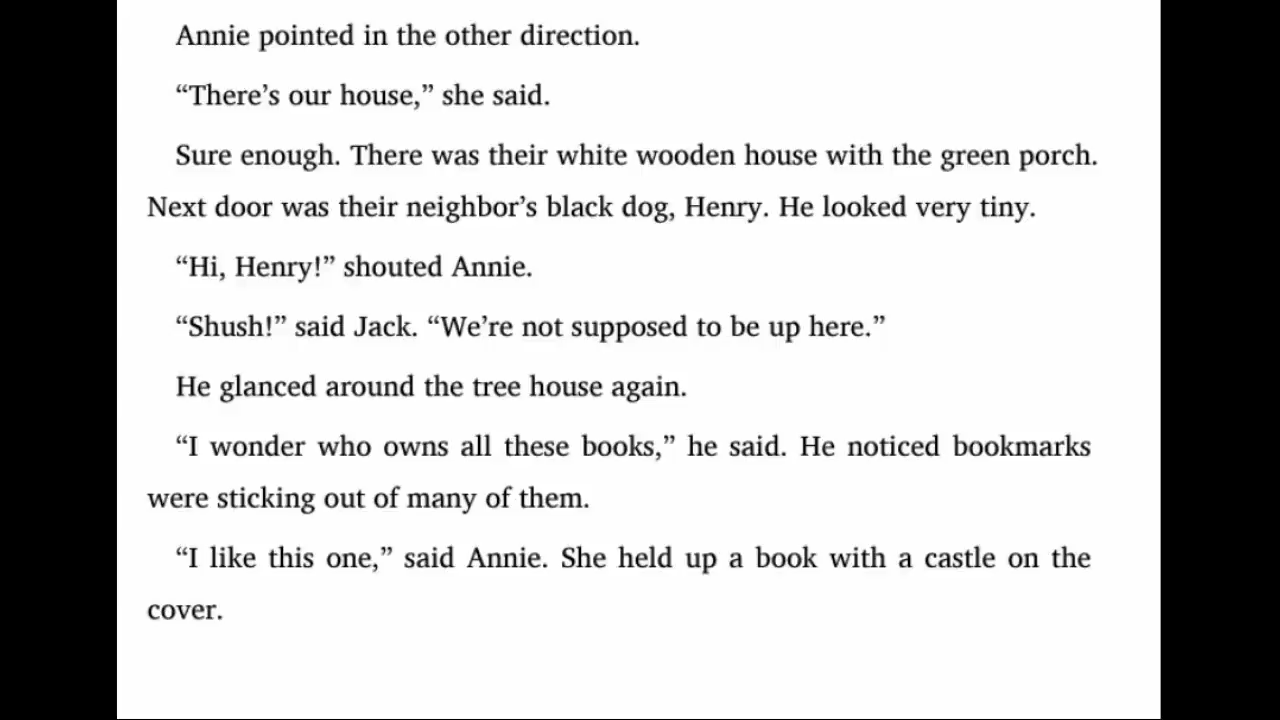 Annie pointed in the other direction.
“There’s our house,” she said.
Sure enough. There was their white wooden house with the green porch.
Next door was their neighbor’s black dog, Henry. He looked very tiny.
“Hi, Henry!” shouted Annie.
“Shush!” said Jack. “We’re not supposed to be up here.”
He glanced around the tree house again.
“I wonder who owns all these books,” he said. He noticed bookmarks
were sticking out of many of them.
“I like this one,” said Annie. She held up a book with a castle on the
cover.